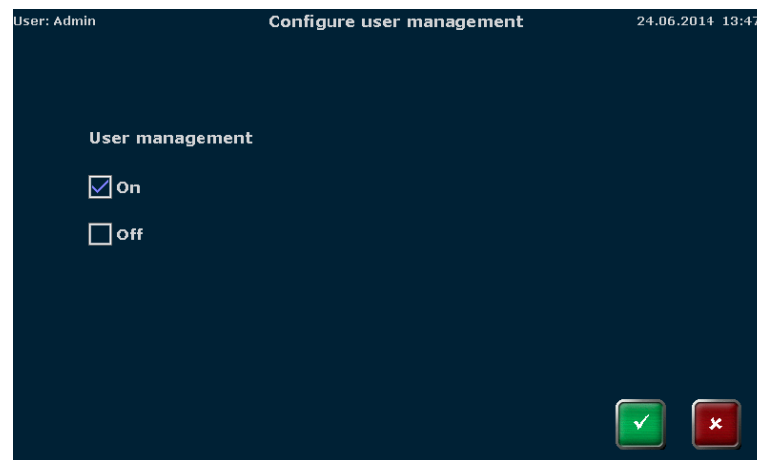 User: Admin Configure user management 24.06.2014 13:47
User management
On
Off